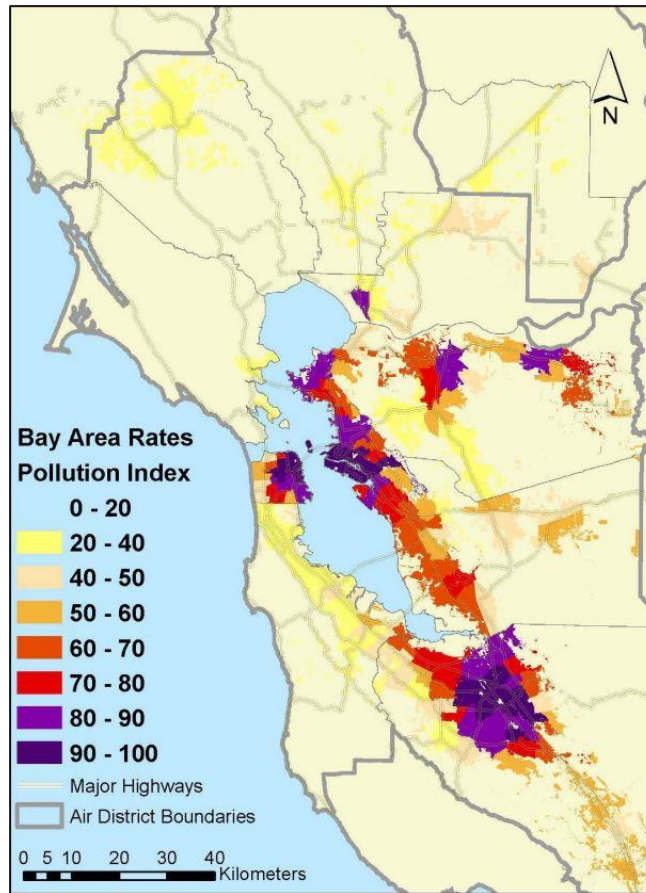 N
Bay Area Rates
Pollution Index
0 - 20
20 - 40
40 - 50
50 - 60
60 - 70
70 - 80
80 - 90
90 - 100
Major Highways
Air District Boundaries
0 5 10 20 30 40
Kilometers